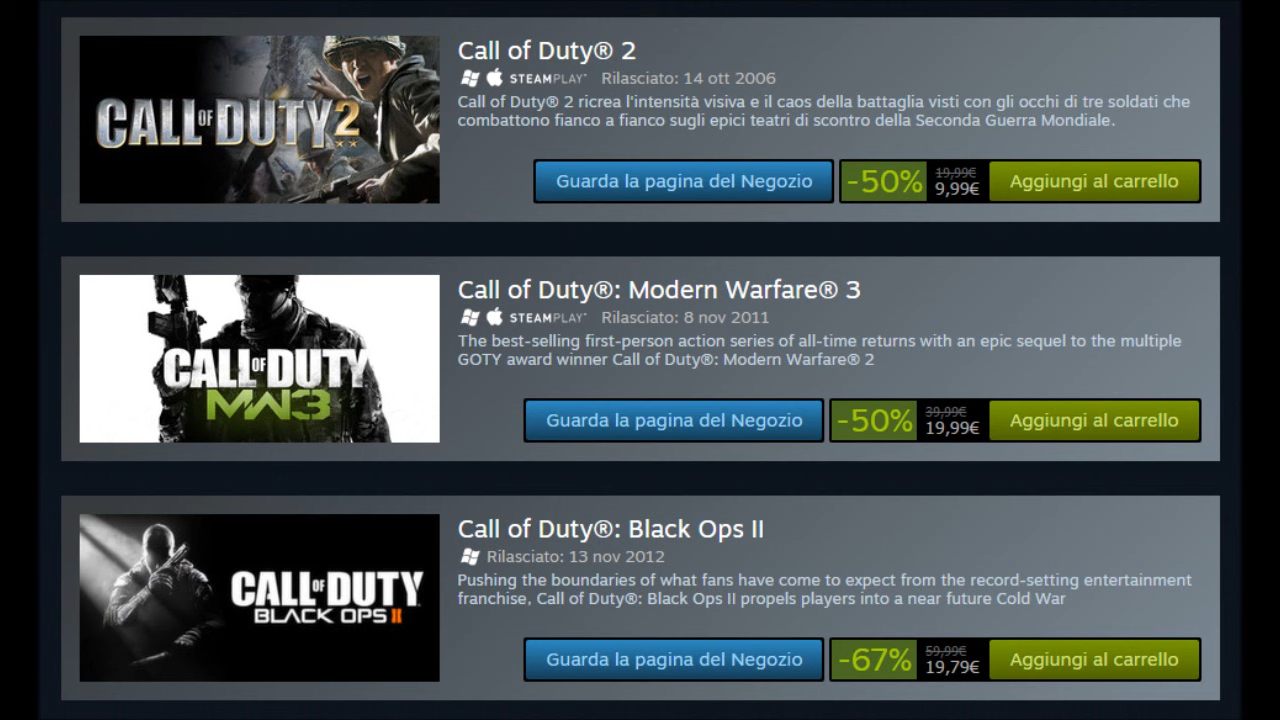 CALL OF DUTY 2
Call of Duty® 2
STEAMPLAY™ Rilasciato: 14 ott 2006
Call of Duty® 2 ricrea l'intensità visiva e il caos della battaglia visti con gli occhi di tre soldati che
combattono fianco a fianco sugli epici teatri di scontro della Seconda Guerra Mondiale.
Guarda la pagina del Negozio
-50%
19,99€
9,99€
Aggiungi al carrello
CALL OF DUTY
MW3
Call of Duty®: Modern Warfare® 3
STEAMPLAY™ Rilasciato: 8 nov 2011
The best-selling first-person action series of all-time returns with an epic sequel to the multiple
GOTY award winner Call of Duty®: Modern Warfare® 2
Guarda la pagina del Negozio
-50%
39,99€
19,99€
Aggiungi al carrello
CALL OF DUTY
BLACK OPS II
Call of Duty®: Black Ops II
Rilasciato: 13 nov 2012
Pushing the boundaries of what fans have come to expect from the record-setting entertainment
franchise, Call of Duty®: Black Ops II propels players into a near future Cold War
Guarda la pagina del Negozio
-67%
59,99€
19,79€
Aggiungi al carrello